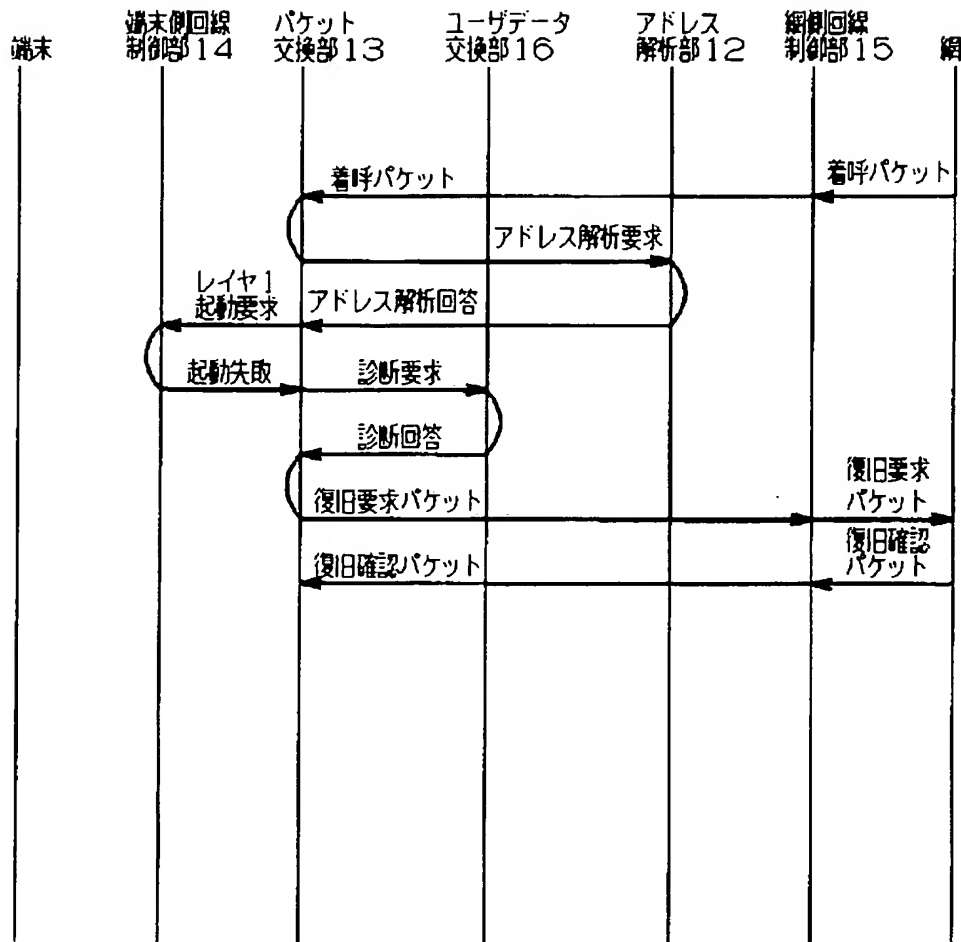 端末
端末側回線
制御部14
パケット
交換部13
ユーザデータ
交換部16
アドレス
解析部12
網側回線
制御部15
網
着呼パケット
着呼パケット
アドレス解析要求
レイヤ1
起動要求
アドレス解析回答
起動失敗
診断要求
診断回答
復旧要求パケット
復旧要求
パケット
復旧確認パケット
復旧確認
パケット